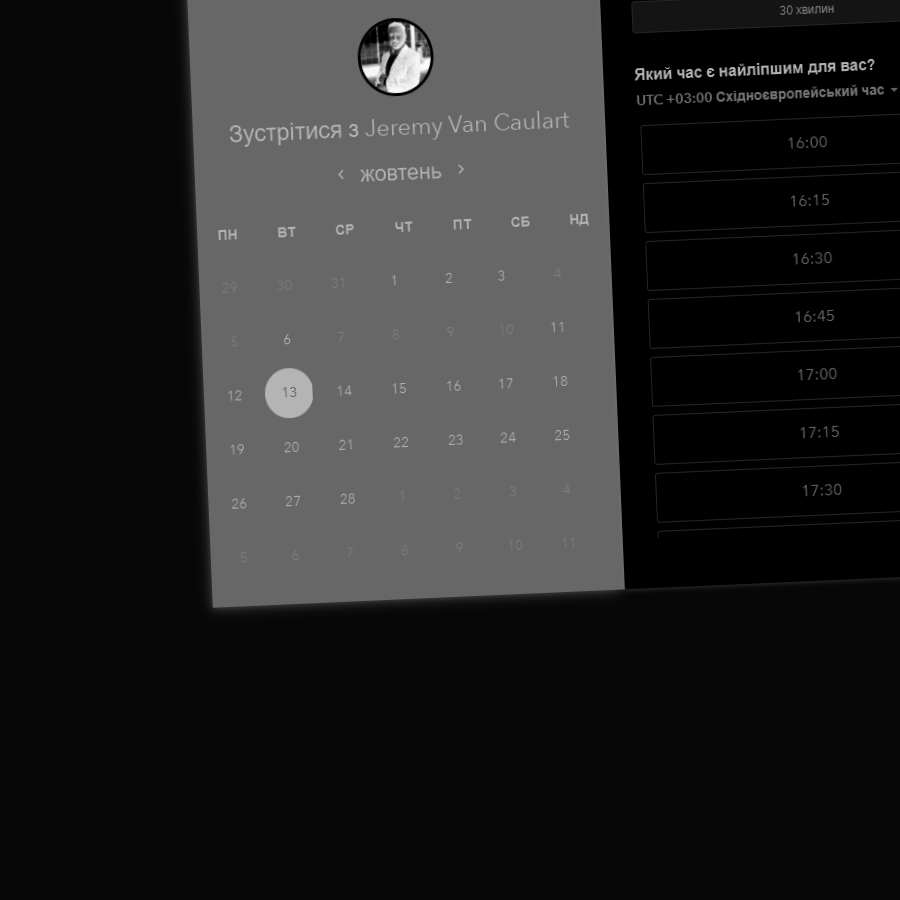 Зустрітися з Jeremy Van Caulart
‹ жовтень ›
ПН ВТ СР ЧТ ПТ СБ НД
29 30 31 1 2 3 4
5 6 7 8 9 10 11
12 13 14 15 16 17 18
19 20 21 22 23 24 25
26 27 28 1 2 3 4
5 6 7 8 9 10 11
30 хвилин
Який час є найліпшим для вас?
UTC +03:00 Східноєвропейський час
16:00
16:15
16:30
16:45
17:00
17:15
17:30